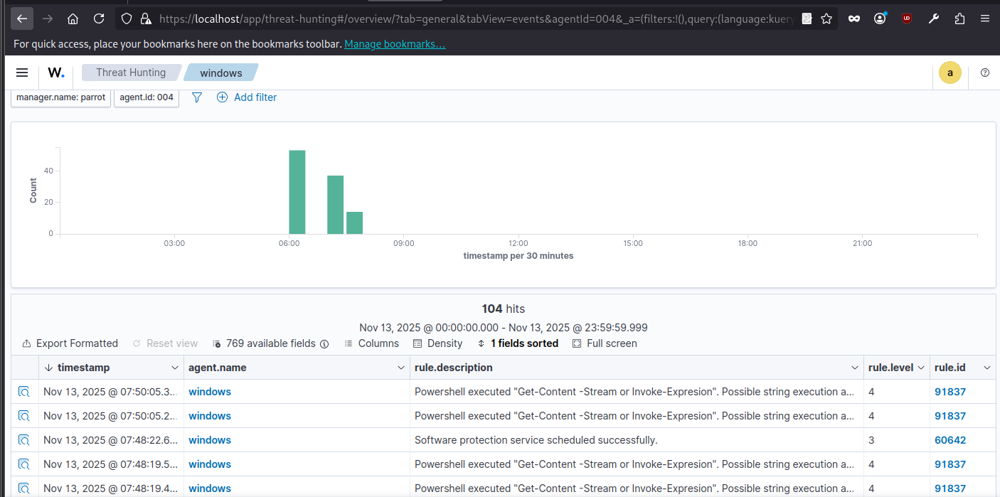 https://localhost/app/threat-hunting#/overview/?tab=general&tabView=events&agentId=004&_a=(filters:!(),query:(language:kuery
For quick access, place your bookmarks here on the bookmarks toolbar. Manage bookmarks…
W. Threat Hunting windows a
manager.name: parrot agent.id: 004 Add filter
40
20
0
Count
03:00 06:00 09:00 12:00 15:00 18:00 21:00
timestamp per 30 minutes
104 hits
Nov 13, 2025 @ 00:00:00.000 - Nov 13, 2025 @ 23:59:59.999
Export Formatted Reset view 769 available fields Columns Density 1 fields sorted Full screen
timestamp agent.name rule.description rule.level rule.id
Nov 13, 2025 @ 07:50:05.3... windows Powershell executed "Get-Content -Stream or Invoke-Expresion". Possible string execution a... 4 91837
Nov 13, 2025 @ 07:50:05.2... windows Powershell executed "Get-Content -Stream or Invoke-Expresion". Possible string execution a... 4 91837
Nov 13, 2025 @ 07:48:22.6... windows Software protection service scheduled successfully. 3 60642
Nov 13, 2025 @ 07:48:19.5... windows Powershell executed "Get-Content -Stream or Invoke-Expresion". Possible string execution a... 4 91837
Nov 13, 2025 @ 07:48:19.4... windows Powershell executed "Get-Content -Stream or Invoke-Expresion". Possible string execution a... 4 91837